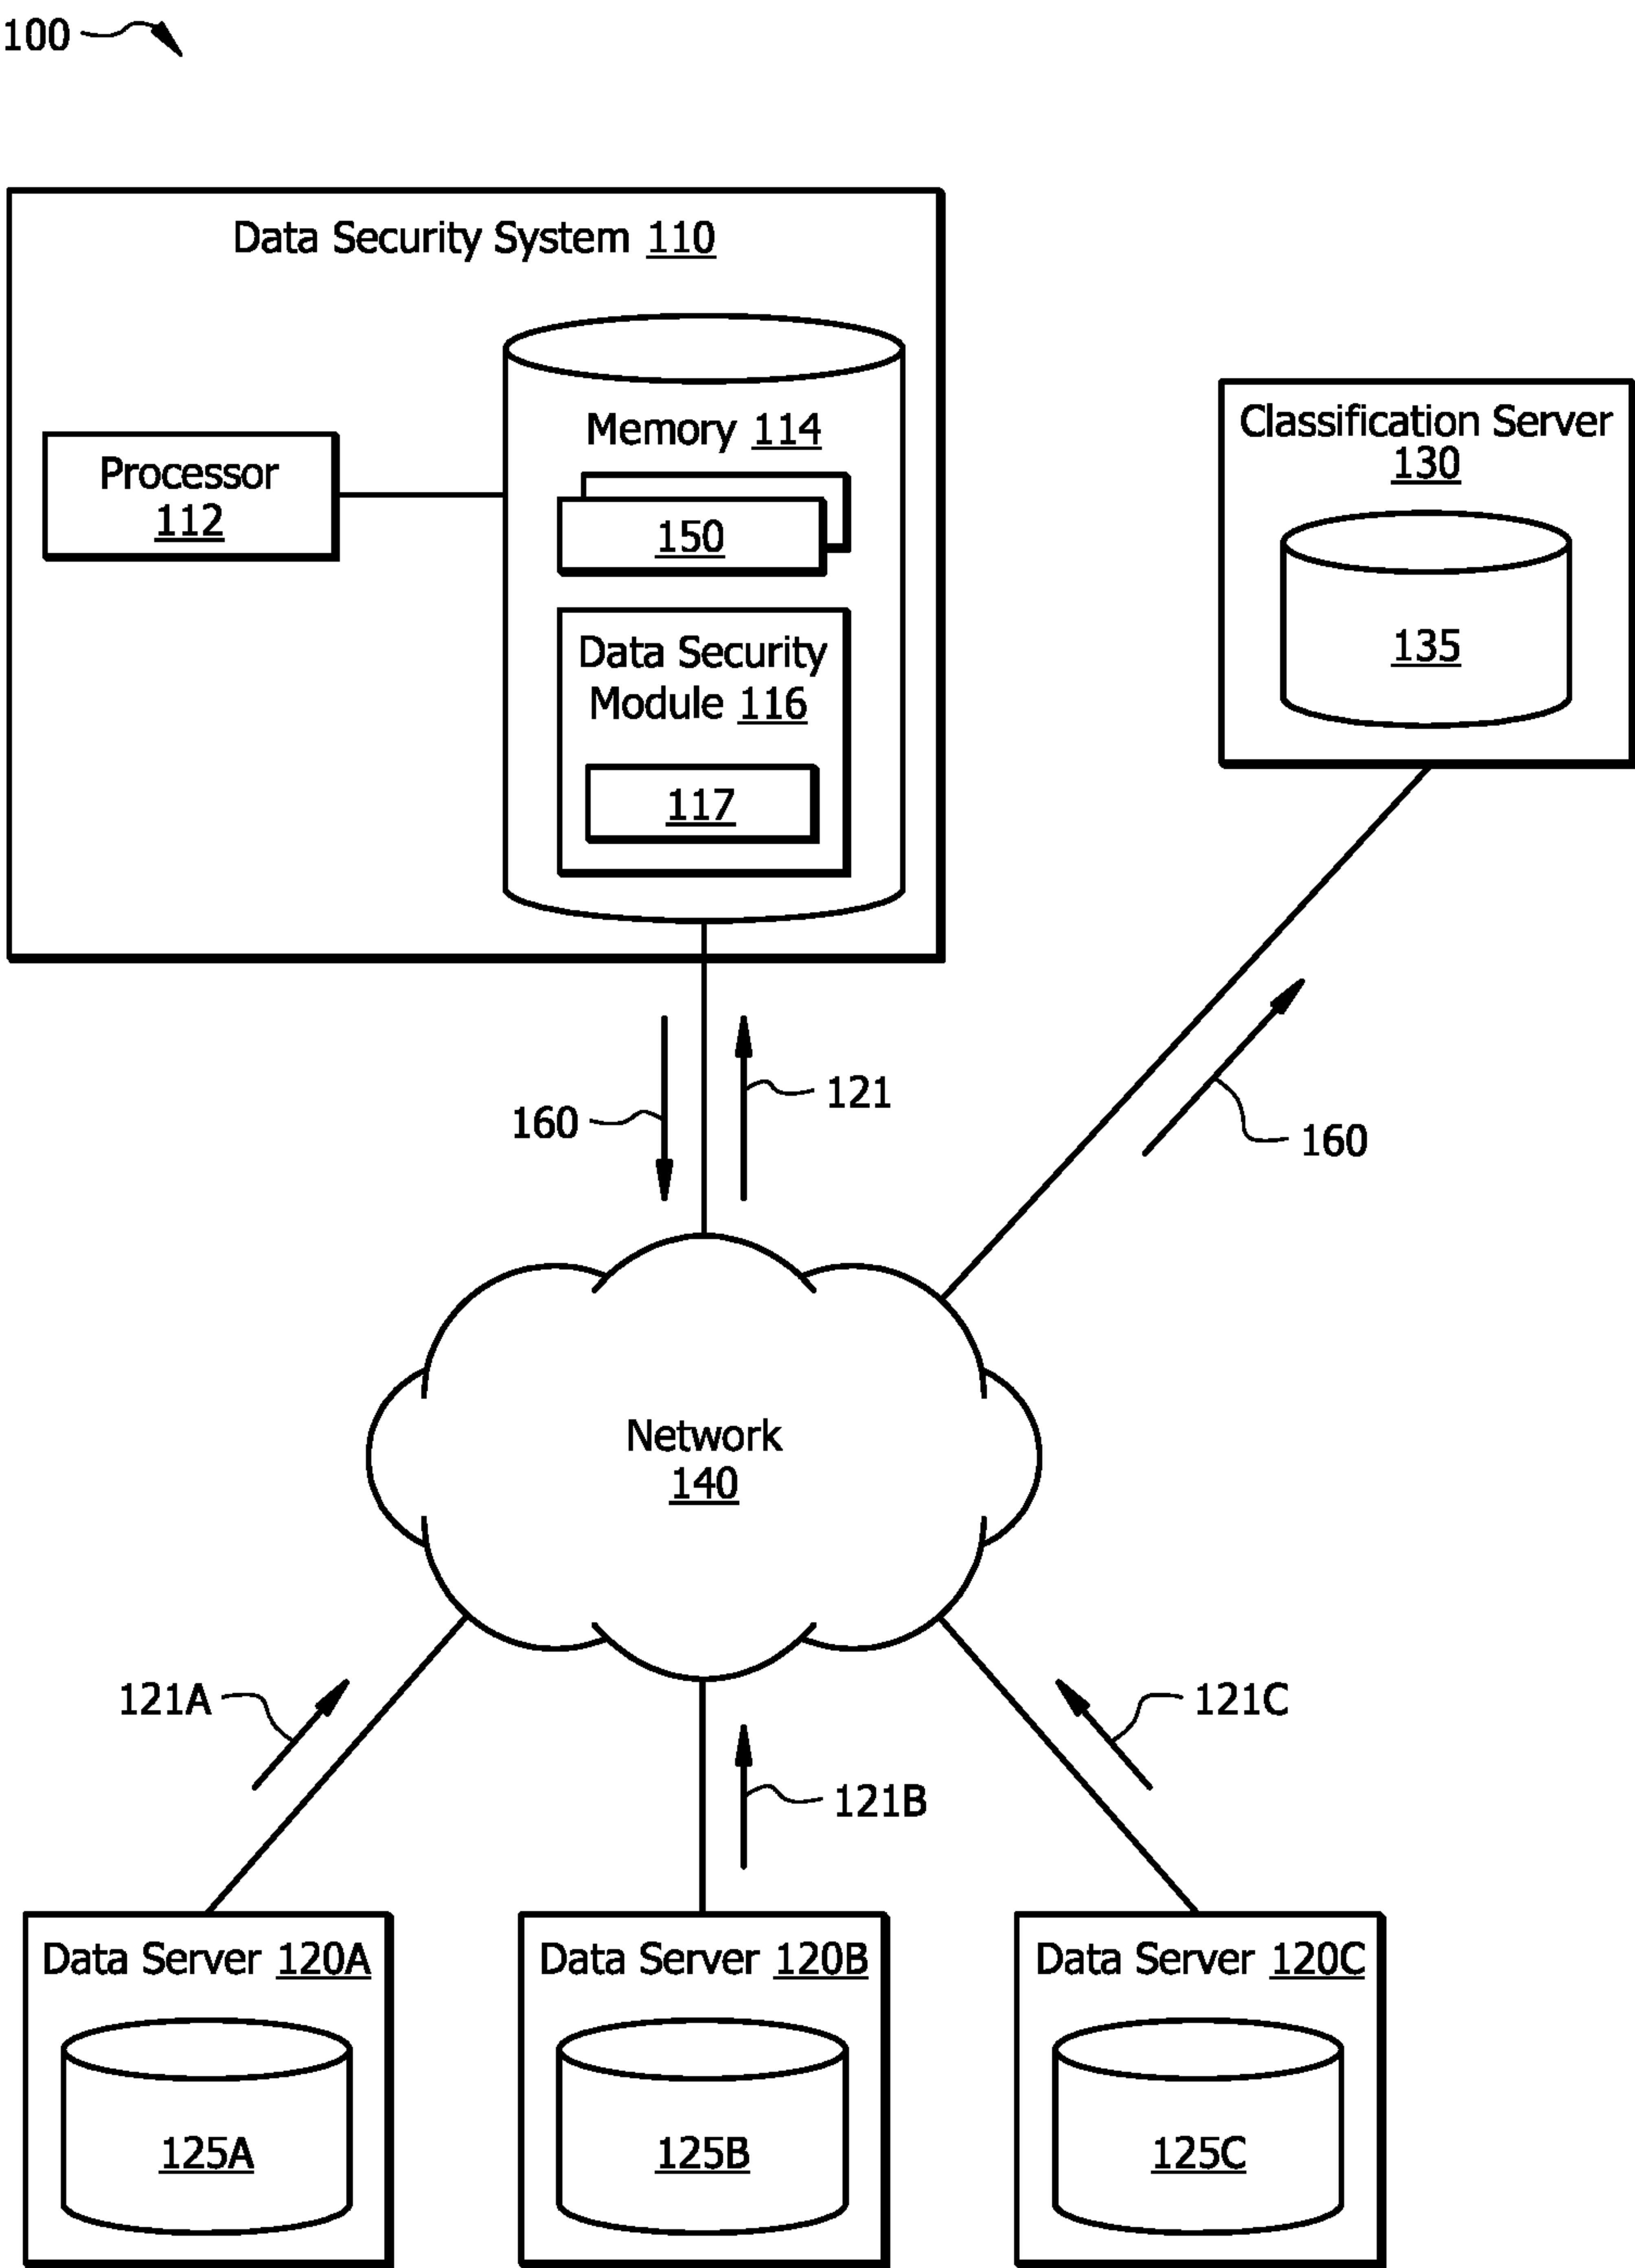 100
Data Security System 110
Memory 114
Processor
112
150
Data Security
Module 116
117
Classification Server
130
135
160
121
160
Network
140
121A
121B
121C
Data Server 120A
125A
Data Server 120B
125B
Data Server 120C
125C